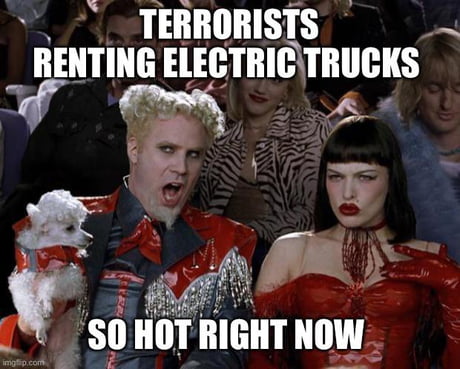 TERRORISTS
RENTING ELECTRIC TRUCKS
SO HOT RIGHT NOW
imgflip.com